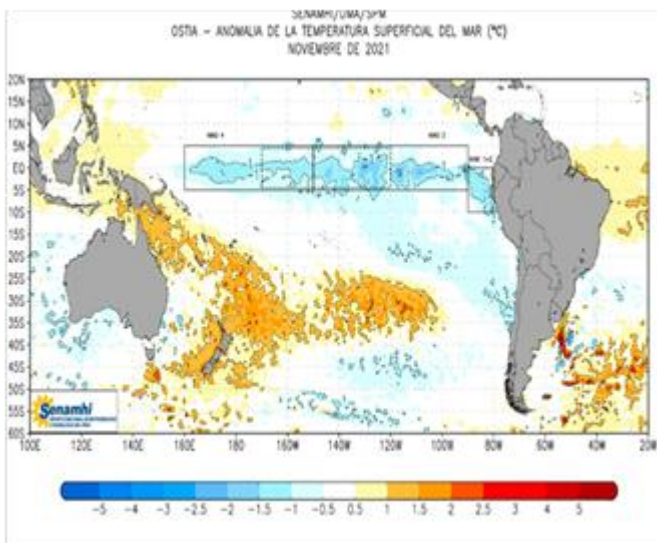 SENAMHI/DMA/SPM
OSTIA - ANOMALIA DE LA TEMPERATURA SUPERFICIAL DEL MAR (°C)
NOVIEMBRE DE 2021
20N
15N
10N
5N
EQ
5S
10S
15S
20S
25S
30S
35S
40S
45S
50S
55S
60S
Senamhi
100E 120E 140E 160E 180 160W 140W 120W 100W 80W 60W 40W 20W
-5 -4 -3 -2.5 -2 -1.5 -1 -0.5 0.5 1 1.5 2 2.5 3 4 5